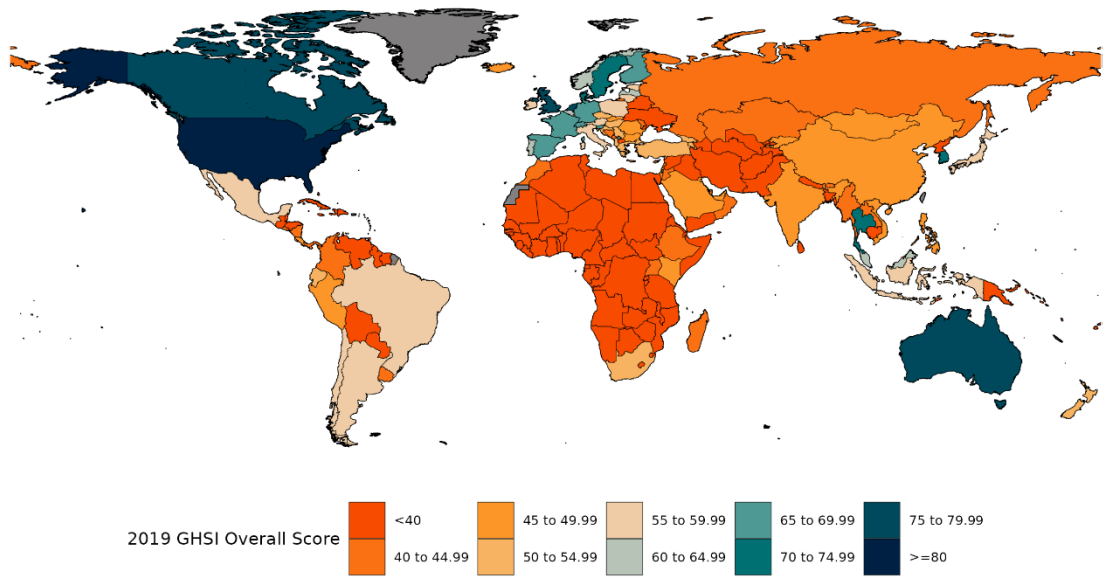 2019 GHSI Overall Score
<40
40 to 44.99
45 to 49.99
50 to 54.99
55 to 59.99
60 to 64.99
65 to 69.99
70 to 74.99
75 to 79.99
>=80